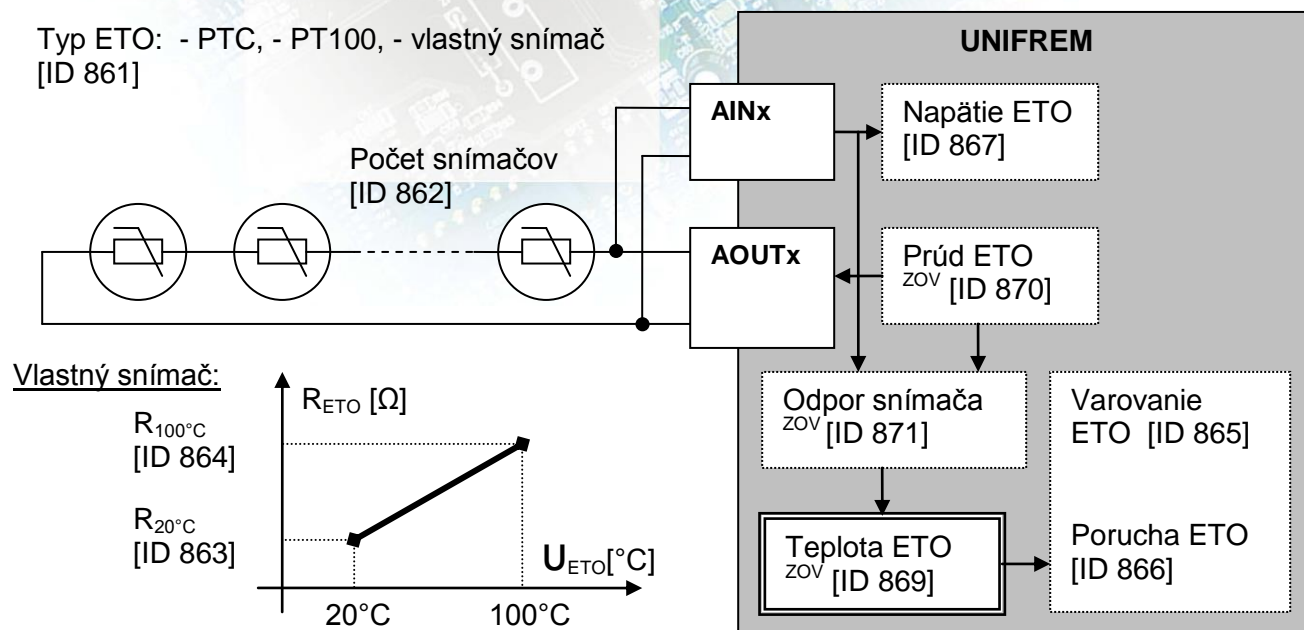 Typ ETO: - PTC, - PT100, - vlastný snímač
[ID 861]
UNIFREM
AINx
Napätie ETO
[ID 867]
Počet snímačov
[ID 862]
AOUTx
Prúd ETO
ZOV [ID 870]
Vlastný snímač:
RETO [Ω]
R100°C
[ID 864]
R20°C
[ID 863]
UETO[°C]
20°C
100°C
Odpor snímača
ZOV [ID 871]
Varovanie
ETO [ID 865]
Teplota ETO
ZOV [ID 869]
Porucha ETO
[ID 866]